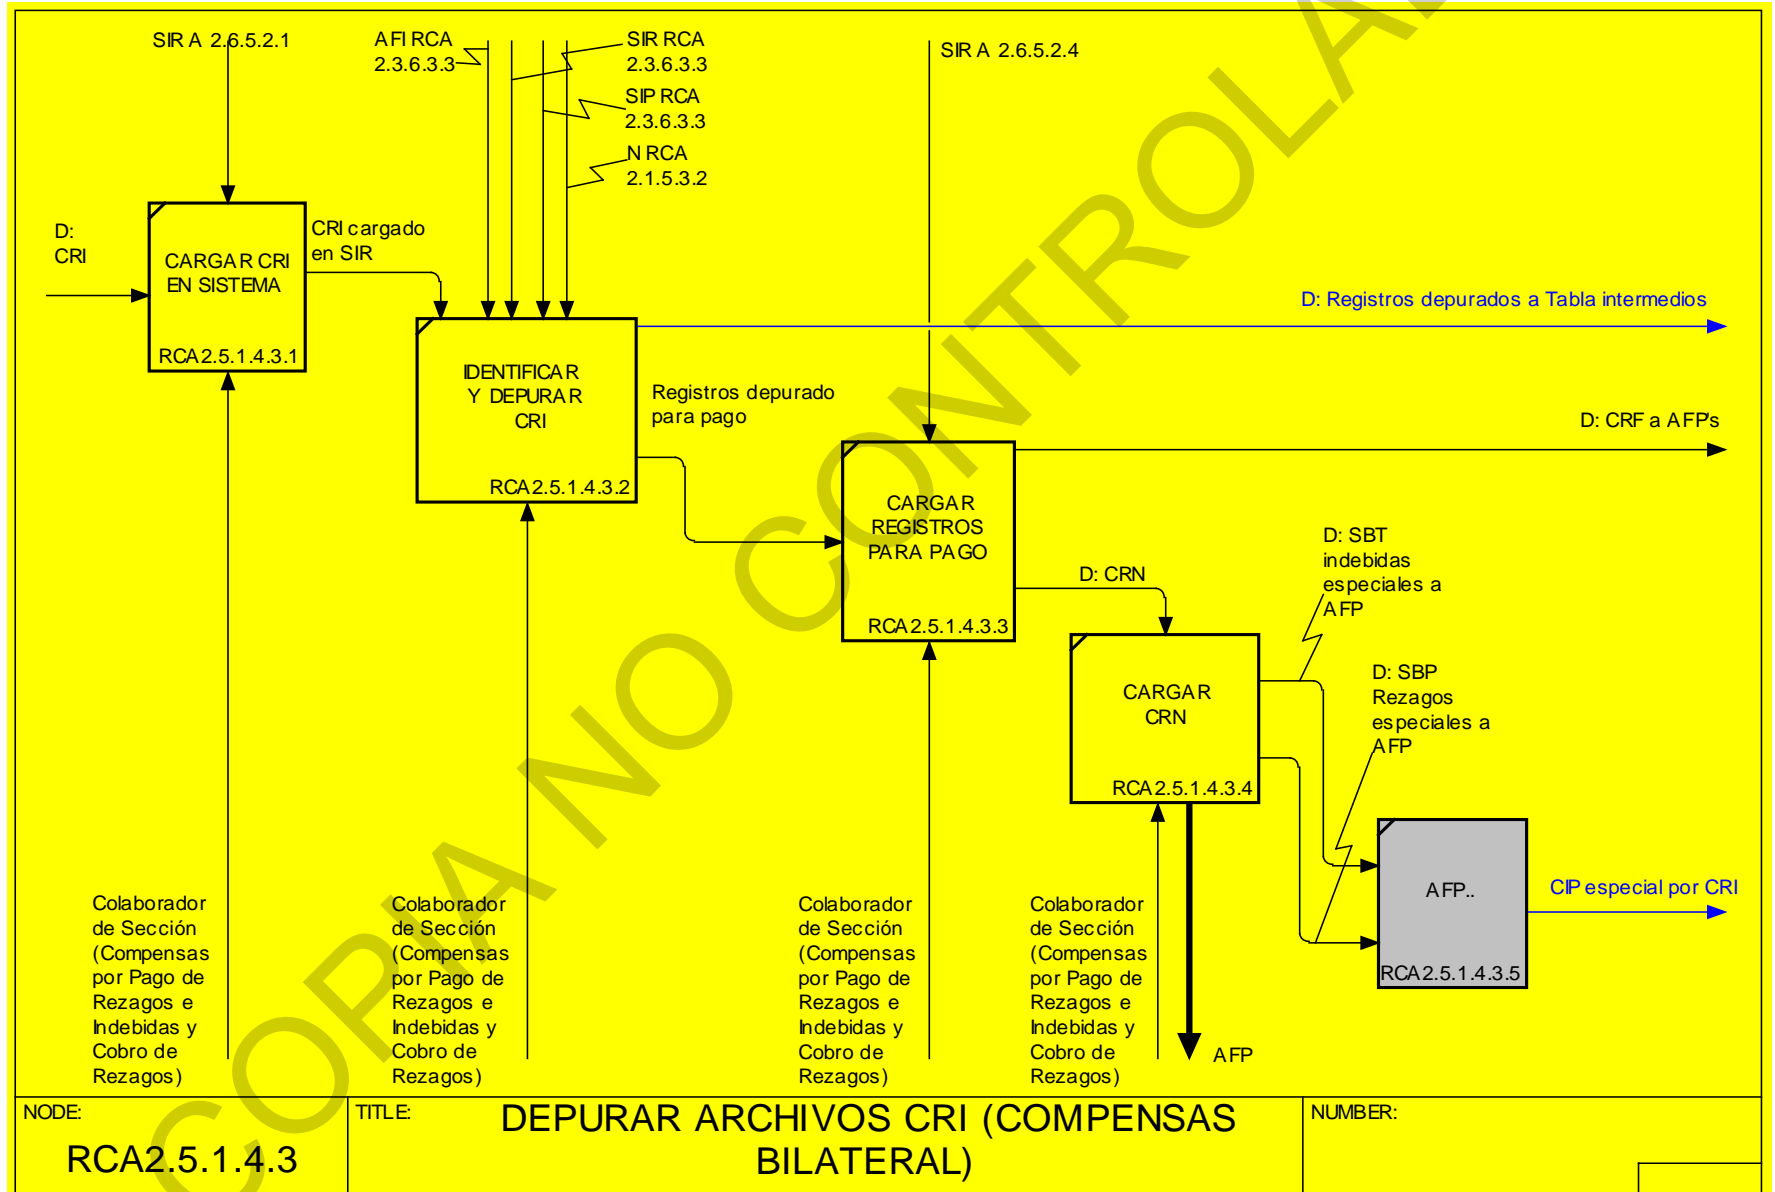 SIR A 2.6.5.2.1
AFI RCA
2.3.6.3.3
SIR RCA
2.3.6.3.3
SIP RCA
2.3.6.3.3
N RCA
2.1.5.3.2
SIR A 2.6.5.2.4
D:
CRI
CARGAR CRI
EN SISTEMA
RCA2.5.1.4.3.1
CRI cargado
en SIR
IDENTIFICAR
Y DEPURAR
CRI
RCA2.5.1.4.3.2
D: Registros depurados a Tabla intermedios
Registros depurado
para pago
D: CRF a AFP's
CARGAR
REGISTROS
PARA PAGO
RCA2.5.1.4.3.3
D: CRN
D: SBT
indebidas
especiales a
AFP
CARGAR
CRN
RCA2.5.1.4.3.4
D: SBP
Rezagos
especiales a
AFP
AFP..
RCA2.5.1.4.3.5
CIP especial por CRI
Colaborador
de Sección
(Compensas
por Pago de
Rezagos e
Indebidas y
Cobro de
Rezagos)
Colaborador
de Sección
(Compensas
por Pago de
Rezagos e
Indebidas y
Cobro de
Rezagos)
Colaborador
de Sección
(Compensas
por Pago de
Rezagos e
Indebidas y
Cobro de
Rezagos)
Colaborador
de Sección
(Compensas
por Pago de
Rezagos e
Indebidas y
Cobro de
Rezagos)
AFP
NODE:
RCA2.5.1.4.3
TITLE:
DEPURAR ARCHIVOS CRI (COMPENSAS
BILATERAL)
NUMBER:
COPIA NO CONTROLA